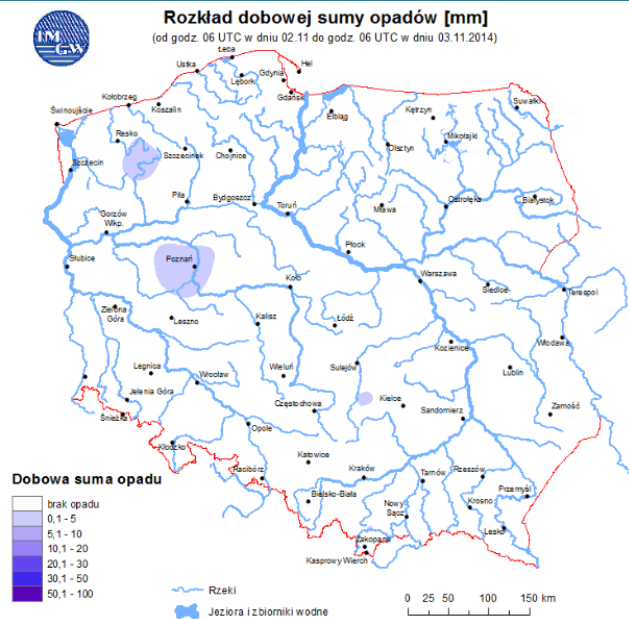 IM
GW
Rozkład dobowej sumy opadów [mm]
(od godz. 06 UTC w dniu 02.11 do godz. 06 UTC w dniu 03.11.2014)
Łeba
Ustka
Hel
Lębork
Gdynia
Kołobrzeg
Koszalin
Gdańsk
Suwałki
Świnoujście
Elbląg
Kętrzyn
Resko
Mikołajki
Szczecin
Szczecinek
Chojnice
Olsztyn
Piła
Bydgoszcz
Toruń
Mława
Ostrołęka
Białystok
Gorzów
Wlkp.
Płock
Słubice
Poznań
Koło
Warszawa
Siedlce
Terespol
Zielona
Góra
Leszno
Kalisz
Łódź
Kozienice
Włodawa
Legnica
Wrocław
Wieluń
Sulejów
Lublin
Jelenia Góra
Śnieżka
Częstochowa
Kielce
Sandomierz
Zamość
Opole
Kłodzko
Katowice
Racibórz
Kraków
Tarnów
Rzeszów
Przemyśl
Bielsko-Biała
Nowy
Sącz
Krosno
Lesko
Zakopane
Kasprowy Wierch
Dobowa suma opadu
brak opadu
0,1 - 5
5,1 - 10
10,1 - 20
20,1 - 30
30,1 - 50
50,1 - 100
Rzeki
Jeziora i zbiorniki wodne
0 25 50 100 150 km